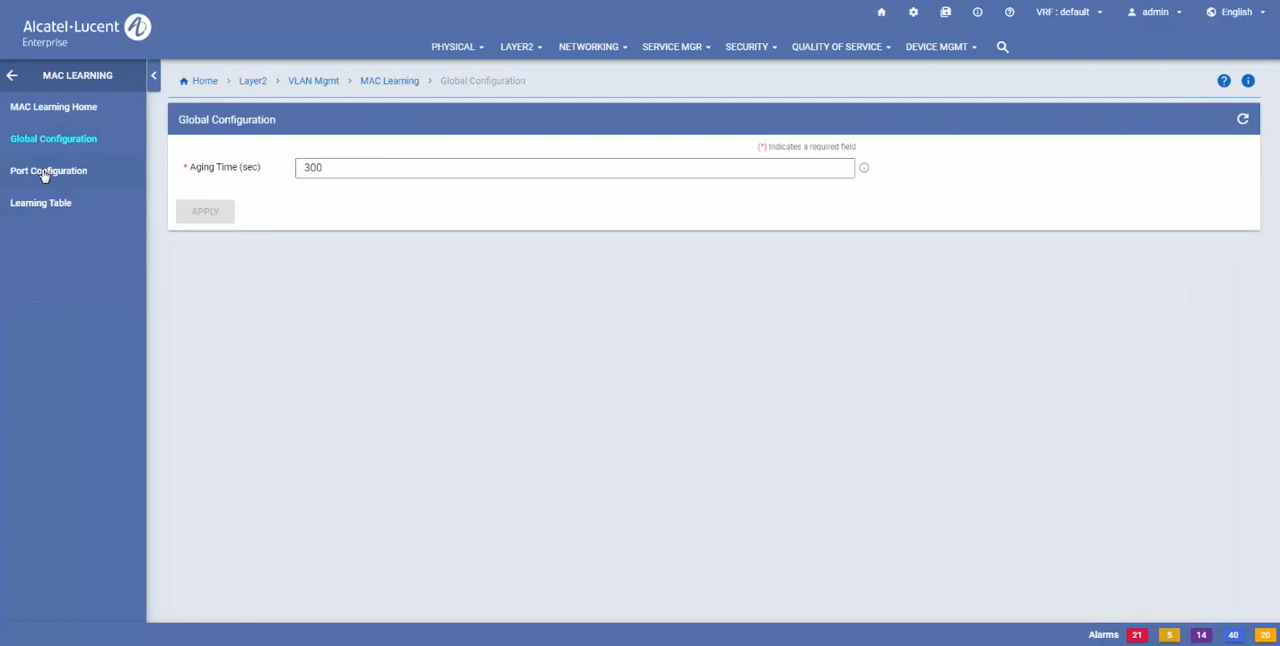 Alcatel·Lucent
Enterprise
VRF : default
admin
English
PHYSICAL
LAYER2
NETWORKING
SERVICE MGR
SECURITY
QUALITY OF SERVICE
DEVICE MGMT
MAC LEARNING
MAC Learning Home
Global Configuration
Port Configuration
Learning Table
Home > Layer2 > VLAN Mgmt > MAC Learning > Global Configuration
Global Configuration
(*) Indicates a required field
* Aging Time (sec) 300
APPLY
Alarms 21 5 14 40 20